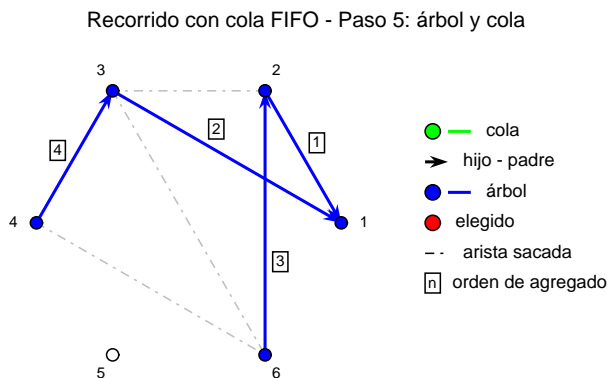 Recorrido con cola FIFO - Paso 5: árbol y cola
3
2
4
2
1
4
1
3
5
6
cola
hijo - padre
árbol
elegido
arista sacada
n orden de agregado